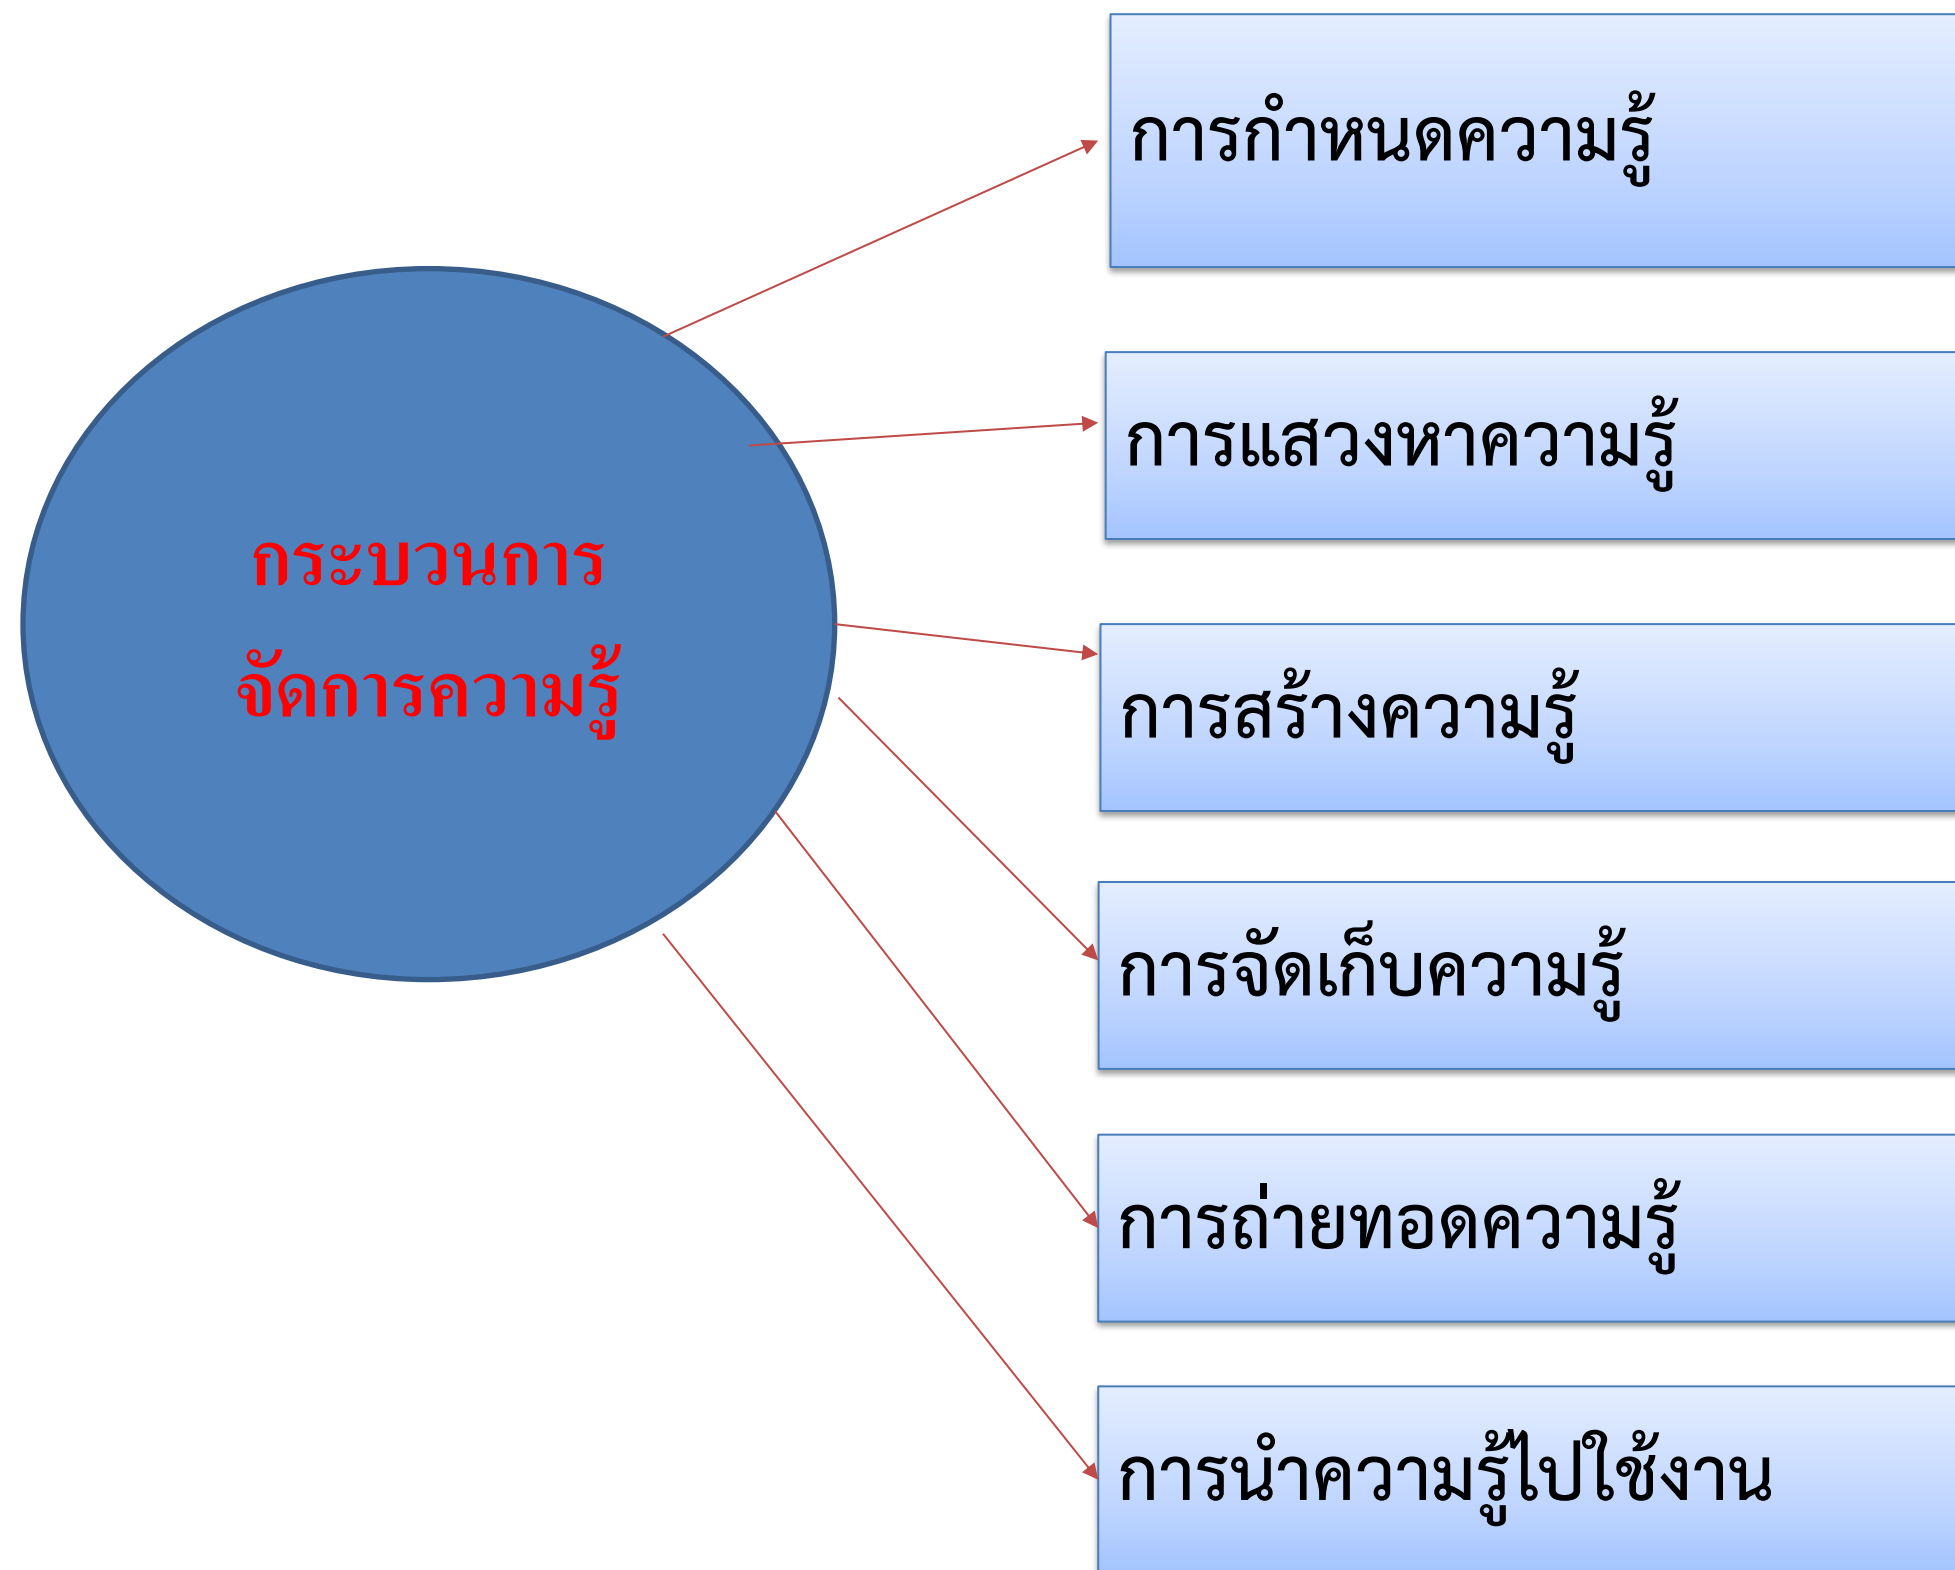 การกำหนดความรู้
การแสวงหาความรู้
กระบวนการ
จัดการความรู้
การสร้างความรู้
การจัดเก็บความรู้
การถ่ายทอดความรู้
การนำความรู้ไปใช้งาน